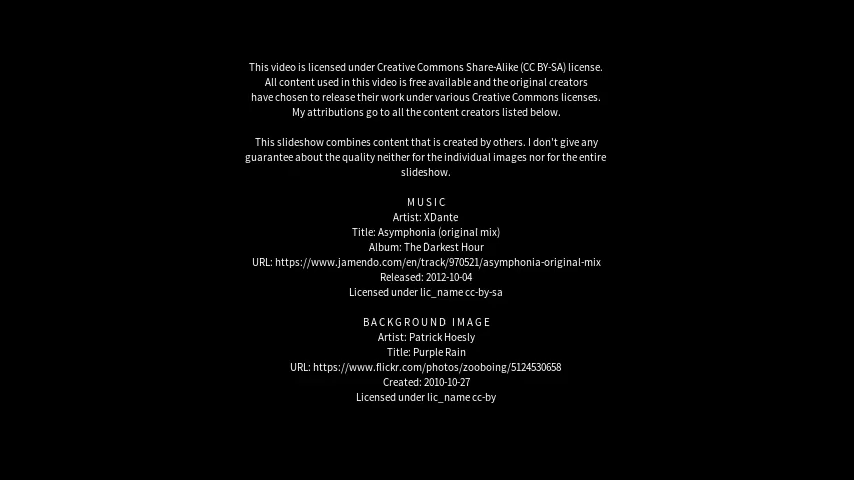 This video is licensed under Creative Commons Share-Alike (CC BY-SA) license.
All content used in this video is free available and the original creators
have chosen to release their work under various Creative Commons licenses.
My attributions go to all the content creators listed below.
This slideshow combines content that is created by others. I don't give any
guarantee about the quality neither for the individual images nor for the entire
slideshow.
MUSIC
Artist: XDante
Title: Asymphonia (original mix)
Album: The Darkest Hour
URL: https://www.jamendo.com/en/track/970521/asymphonia-original-mix
Released: 2012-10-04
Licensed under lic_name cc-by-sa
BACKGROUND IMAGE
Artist: Patrick Hoesly
Title: Purple Rain
URL: https://www.flickr.com/photos/zooboing/5124530658
Created: 2010-10-27
Licensed under lic_name cc-by